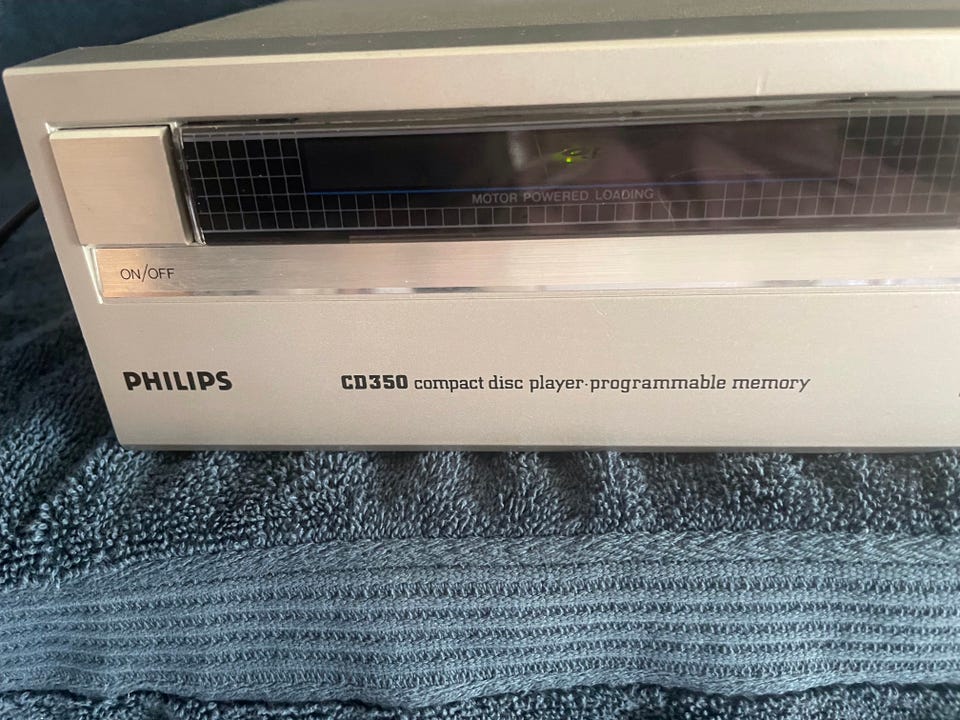 MOTOR POWERED LOADING
ON/OFF
PHILIPS
CD350 compact disc player·programmable memory